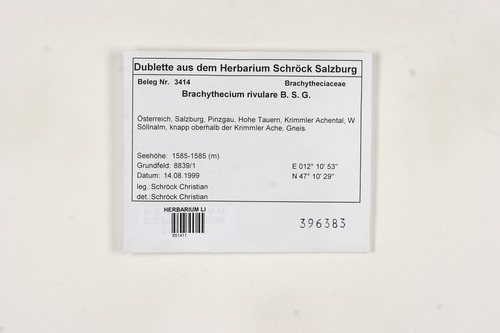 Dublette aus dem Herbarium Schröck Salzburg
Beleg Nr. 3414 Brachytheciaceae
Brachythecium rivulare B. S. G.
Österreich, Salzburg, Pinzgau, Hohe Tauern, Krimmler Achental, W
Söllnalm, knapp oberhalb der Krimmler Ache, Gneis.
Seehöhe: 1585-1585 (m)
Grundfeld: 8839/1 E 012° 10' 53"
Datum: 14.08.1999 N 47° 10' 29"
leg.: Schröck Christian
det.: Schröck Christian
HERBARIUM LI
851411
396383